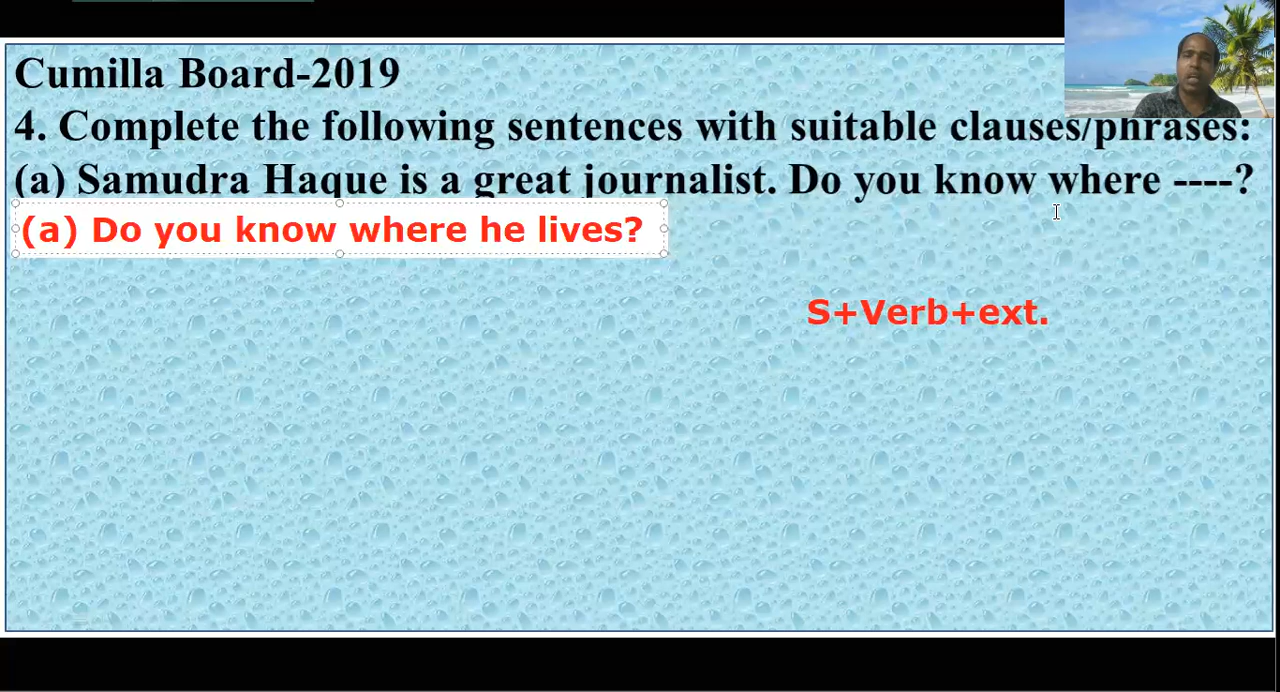 Cumilla Board-2019
4. Complete the following sentences with suitable clauses/phrases:
(a) Samudra Haque is a great journalist. Do you know where ----?
(a) Do you know where he lives?
S+Verb+ext.